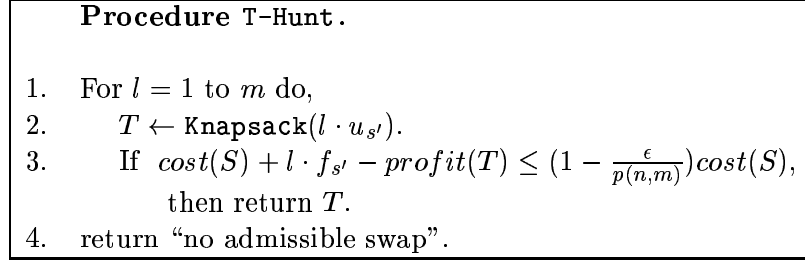 Procedure T-Hunt.
1. For l = 1 to m do,
2. T ← Knapsack(l · u_{s′}).
3. If cost(S) + l · f_{s′} − profit(T) ≤ (1 − \frac{ϵ}{p(n,m)})cost(S),
then return T.
4. return “no admissible swap”.